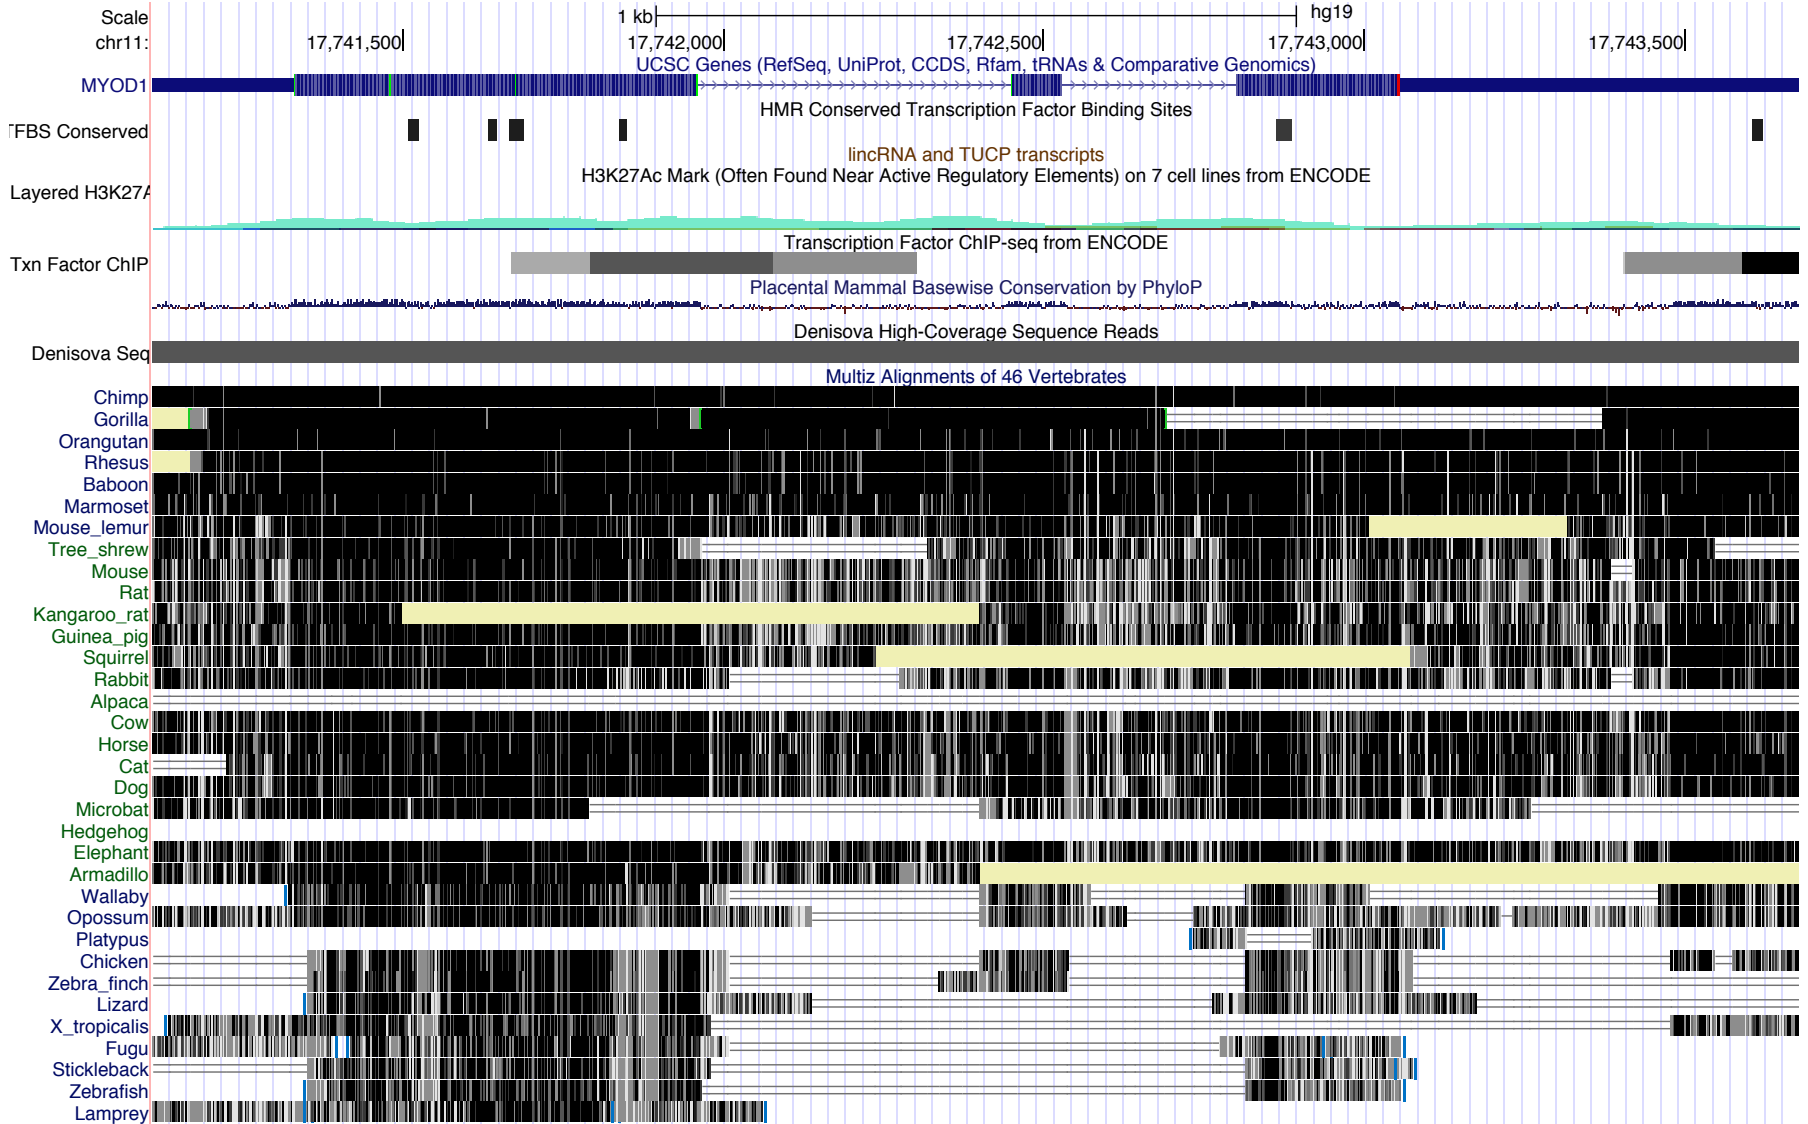 Scale 1 kb hg19
chr11: 17,741,500 17,742,000 17,742,500 17,743,000 17,743,500
UCSC Genes (RefSeq, UniProt, CCDS, Rfam, tRNAs & Comparative Genomics)
MYOD1
HMR Conserved Transcription Factor Binding Sites
TFBS Conserved
lincRNA and TUCP transcripts
H3K27Ac Mark (Often Found Near Active Regulatory Elements) on 7 cell lines from ENCODE
Layered H3K27A
Transcription Factor ChIP-seq from ENCODE
Txn Factor ChIP
Placental Mammal Basewise Conservation by PhyloP
Denisova High-Coverage Sequence Reads
Denisova Seq
Multiz Alignments of 46 Vertebrates
Chimp
Gorilla
Orangutan
Rhesus
Baboon
Marmoset
Mouse_lemur
Tree_shrew
Mouse
Rat
Kangaroo_rat
Guinea_pig
Squirrel
Rabbit
Alpaca
Cow
Horse
Cat
Dog
Microbat
Hedgehog
Elephant
Armadillo
Wallaby
Opossum
Platypus
Chicken
Zebra_finch
Lizard
X_tropicalis
Fugu
Stickleback
Zebrafish
Lamprey